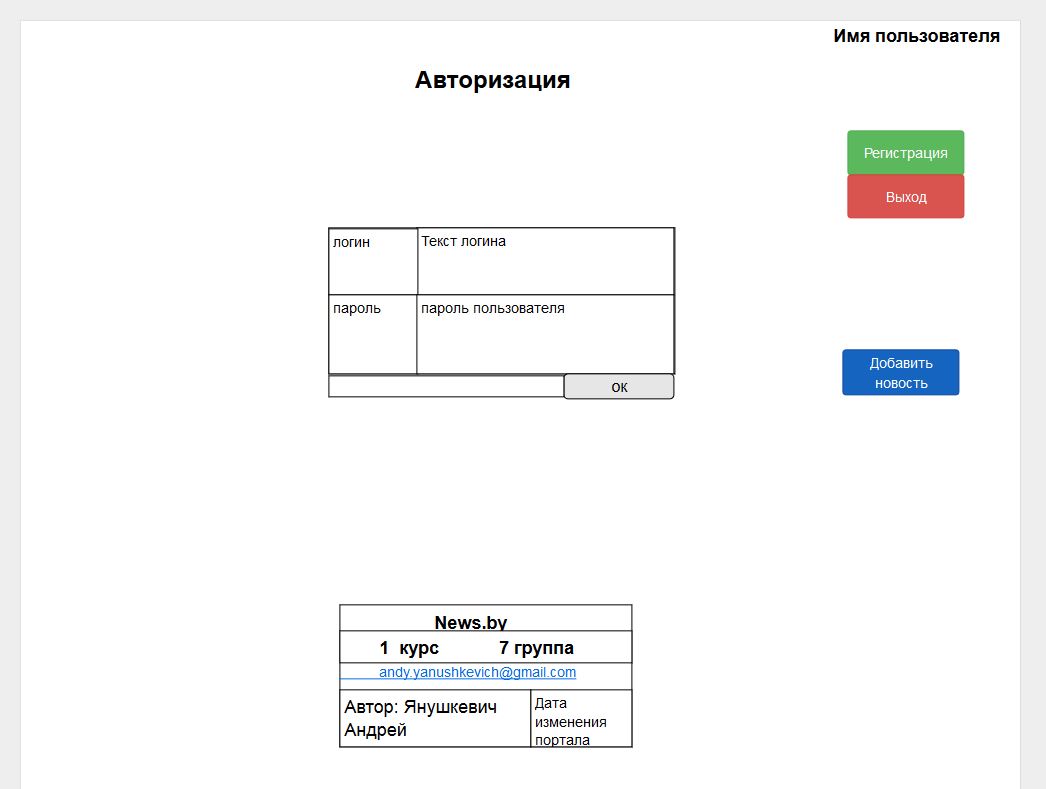 Имя пользователя
Авторизация
Регистрация
Выход
логин
Текст логина
пароль
пароль пользователя
ок
Добавить
новость
News.by
1 курс 7 группа
andy.yanushkevich@gmail.com
Автор: Янушкевич
Андрей
Дата
изменения
портала